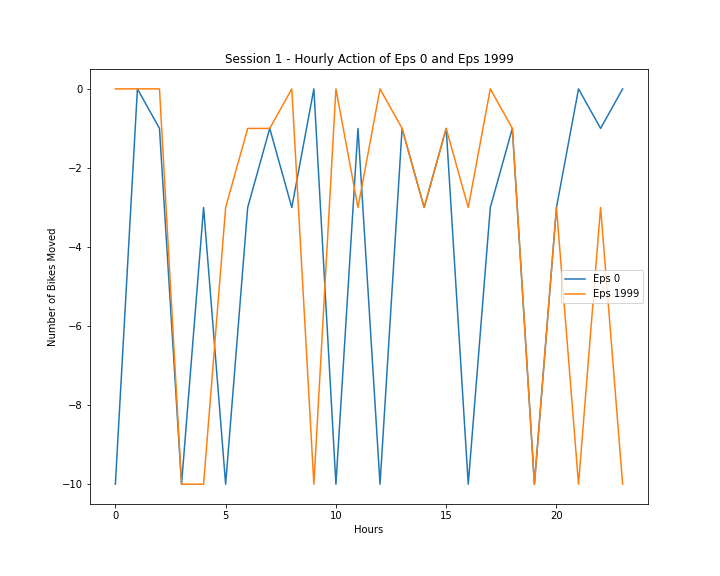 Session 1 - Hourly Action of Eps 0 and Eps 1999
Number of Bikes Moved
0
−2
−4
−6
−8
−10
Eps 0
Eps 1999
0 5 10 15 20
Hours